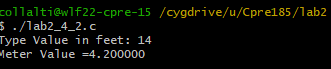 collalti@wlf22-cpre-15 /cygdrive/u/Cpre185/lab2
$ ./lab2_4_2.c
Type Value in feet: 14
Meter Value =4.200000